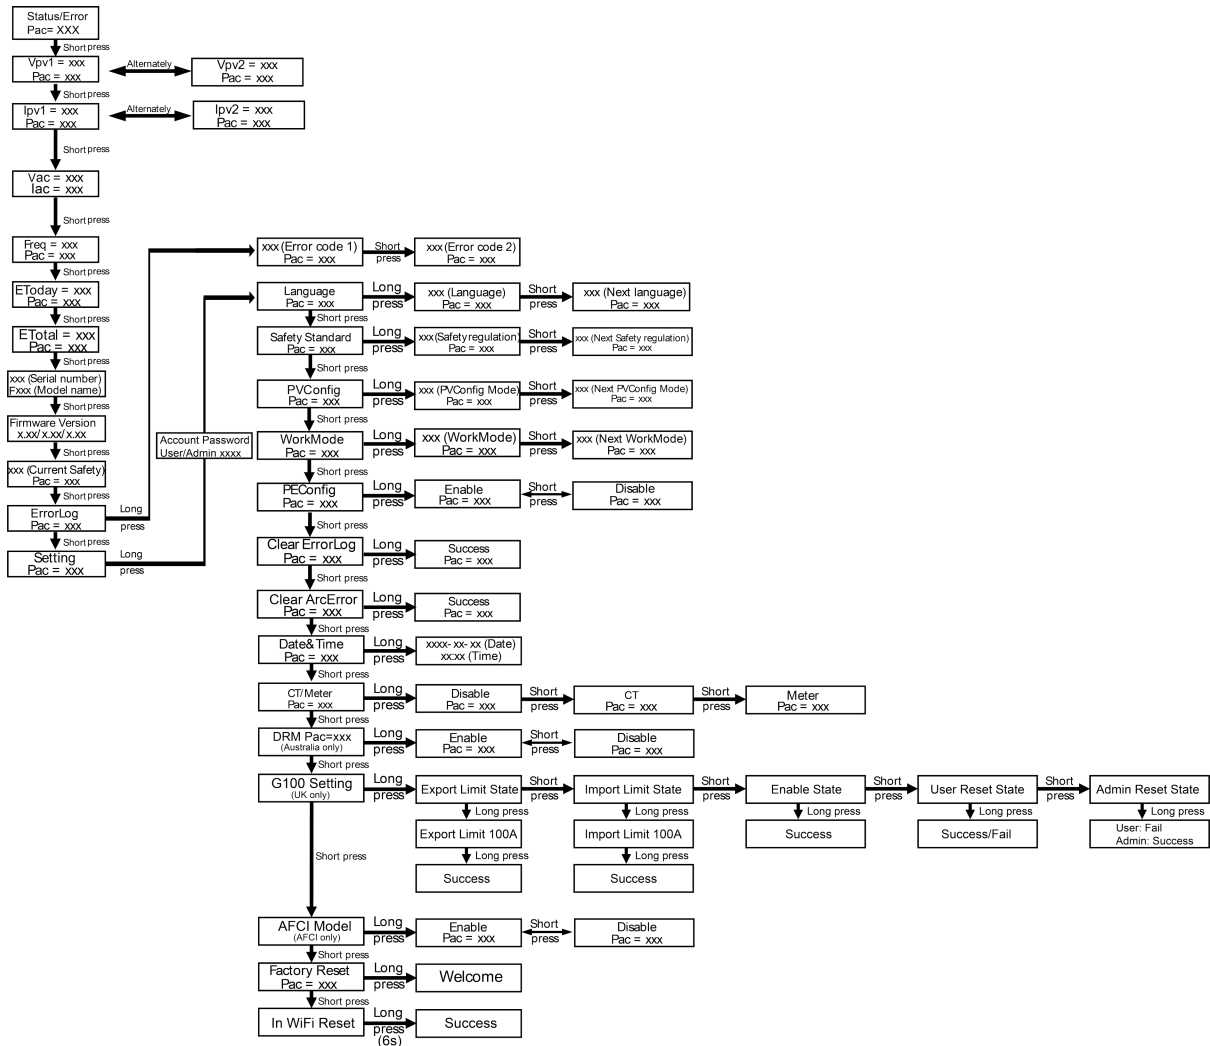 Status/Error
Pac= XXX
Short press
Vpv1 = xxx
Pac = xxx
Alternately
Vpv2 = xxx
Pac = xxx
Short press
Ipv1 = xxx
Pac = xxx
Alternately
Ipv2 = xxx
Pac = xxx
Short press
Vac = xxx
Iac = xxx
Short press
Freq = xxx
Pac = xxx
Short press
EToday = xxx
Pac = xxx
Short press
ETotal = xxx
Pac = xxx
Short press
xxx (Serial number)
Fxxx (Model name)
Short press
Firmware Version
x.xx/x.xx/x.xx
Short press
xxx (Current Safety)
Pac = xxx
Short press
ErrorLog
Pac = xxx
Long
press
Short press
Setting
Pac = xxx
Long
press
Account Password
User/Admin xxxx
xxx (Error code 1)
Pac = xxx
Short
press
xxx (Error code 2)
Pac = xxx
Language
Pac = xxx
Long
press
xxx (Language)
Pac = xxx
Short
press
xxx (Next language)
Pac = xxx
Short press
Safety Standard
Pac = xxx
Long
press
xxx (Safety regulation)
Pac = xxx
Short
press
xxx (Next Safety regulation)
Pac = xxx
Short press
PVConfig
Pac = xxx
Long
press
xxx (PVConfig Mode)
Pac = xxx
Short
press
xxx (Next PVConfig Mode)
Pac = xxx
Short press
WorkMode
Pac = xxx
Long
press
xxx (WorkMode)
Pac = xxx
Short
press
xxx (Next WorkMode)
Pac = xxx
Short press
PEConfig
Pac = xxx
Long
press
Enable
Pac = xxx
Short
press
Disable
Pac = xxx
Short press
Clear ErrorLog
Pac = xxx
Long
press
Success
Pac = xxx
Short press
Clear ArcError
Pac = xxx
Long
press
Success
Pac = xxx
Short press
Date&Time
Pac = xxx
Long
press
xxxx- xx- xx (Date)
xx:xx (Time)
Short press
CT/Meter
Pac = xxx
Long
press
Disable
Pac = xxx
Short
press
CT
Pac = xxx
Short
press
Meter
Pac = xxx
Short press
DRM Pac=xxx
(Australia only)
Long
press
Enable
Pac = xxx
Short
press
Disable
Pac = xxx
Short press
G100 Setting
(UK only)
Long
press
Export Limit State
Short
press
Import Limit State
Short
press
Enable State
Short
press
User Reset State
Short
press
Admin Reset State
Long press
Long press
Long press
Long press
Long press
Export Limit 100A
Import Limit 100A
Success
Success/Fail
User: Fail
Admin: Success
Long press
Long press
Success
Success
Short press
AFCI Model
(AFCI only)
Long
press
Enable
Pac = xxx
Short
press
Disable
Pac = xxx
Short press
Factory Reset
Pac = xxx
Long
press
Welcome
Short press
In WiFi Reset
Long
press
(6s)
Success